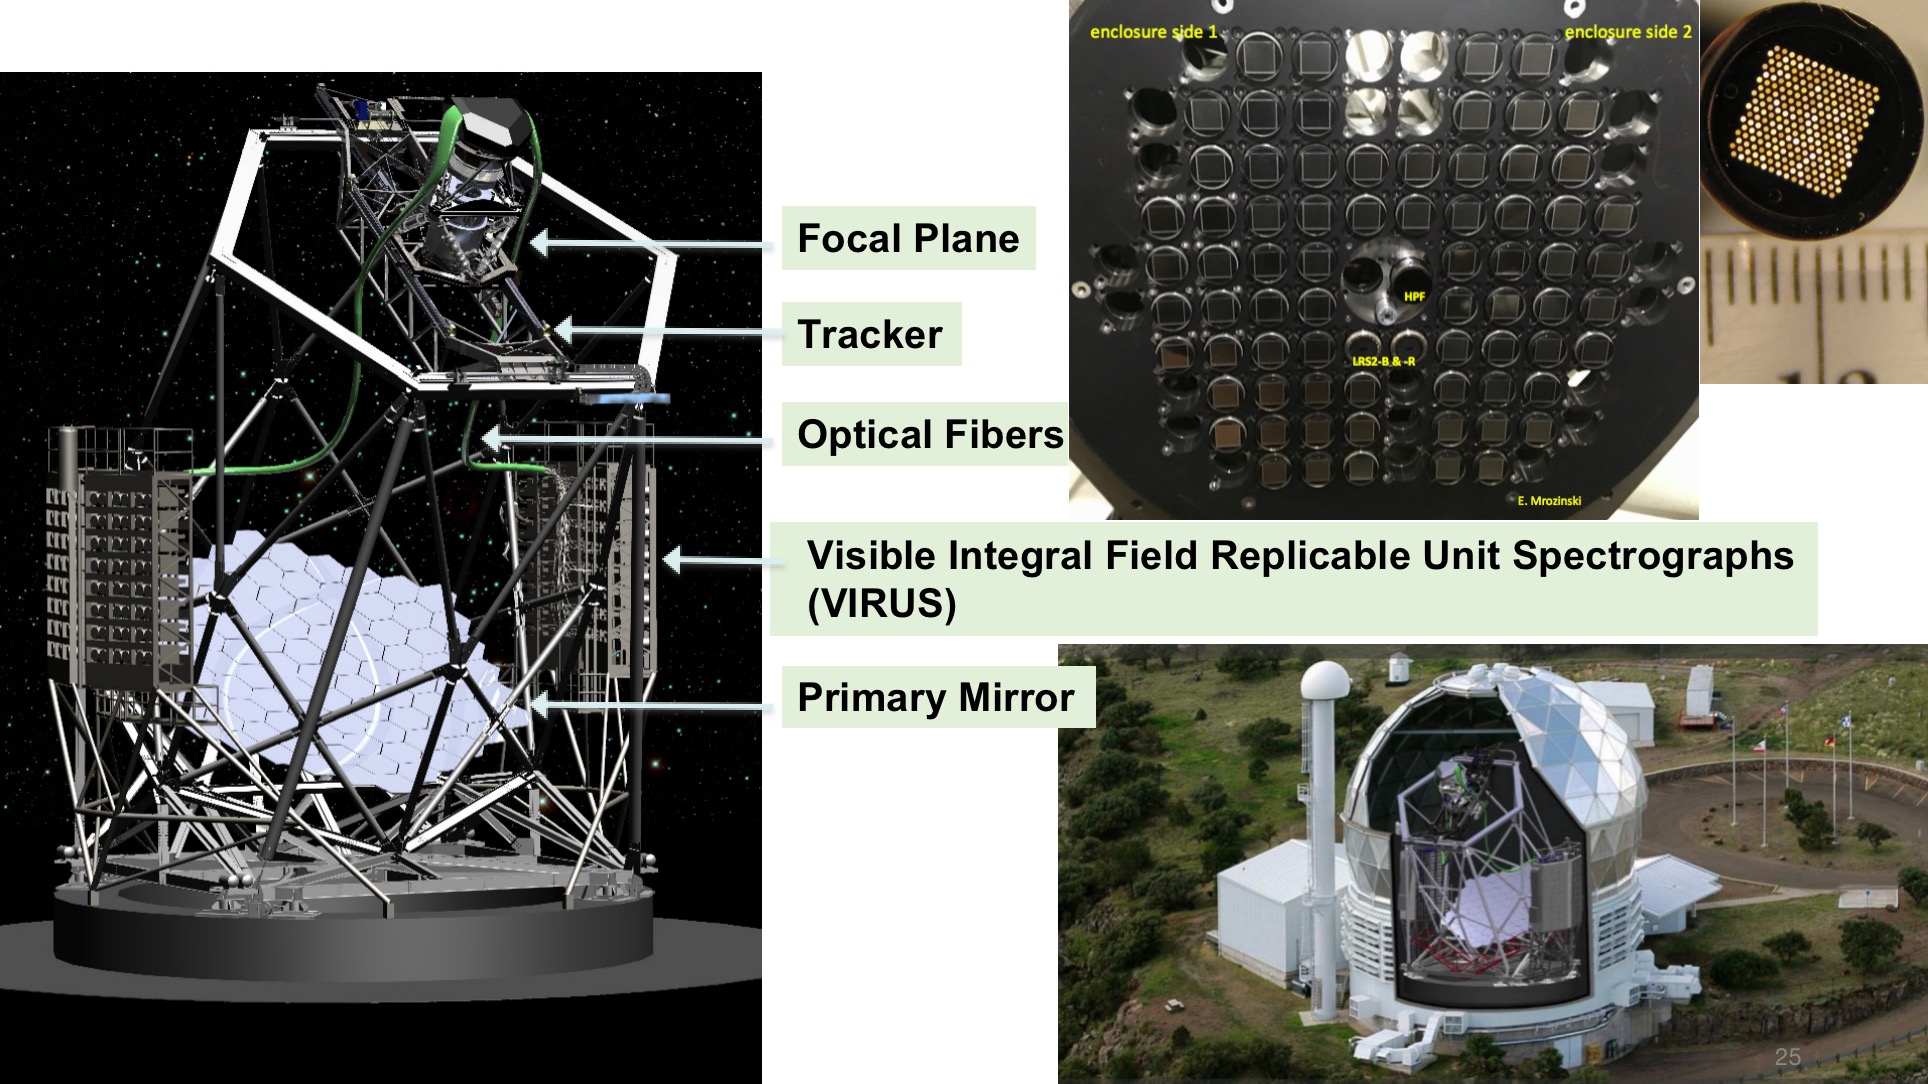 enclosure side 1
enclosure side 2
Focal Plane
HPF
Tracker
LRS2-B & -R
Optical Fibers
E. Mrozinski
Visible Integral Field Replicable Unit Spectrographs
(VIRUS)
Primary Mirror
25